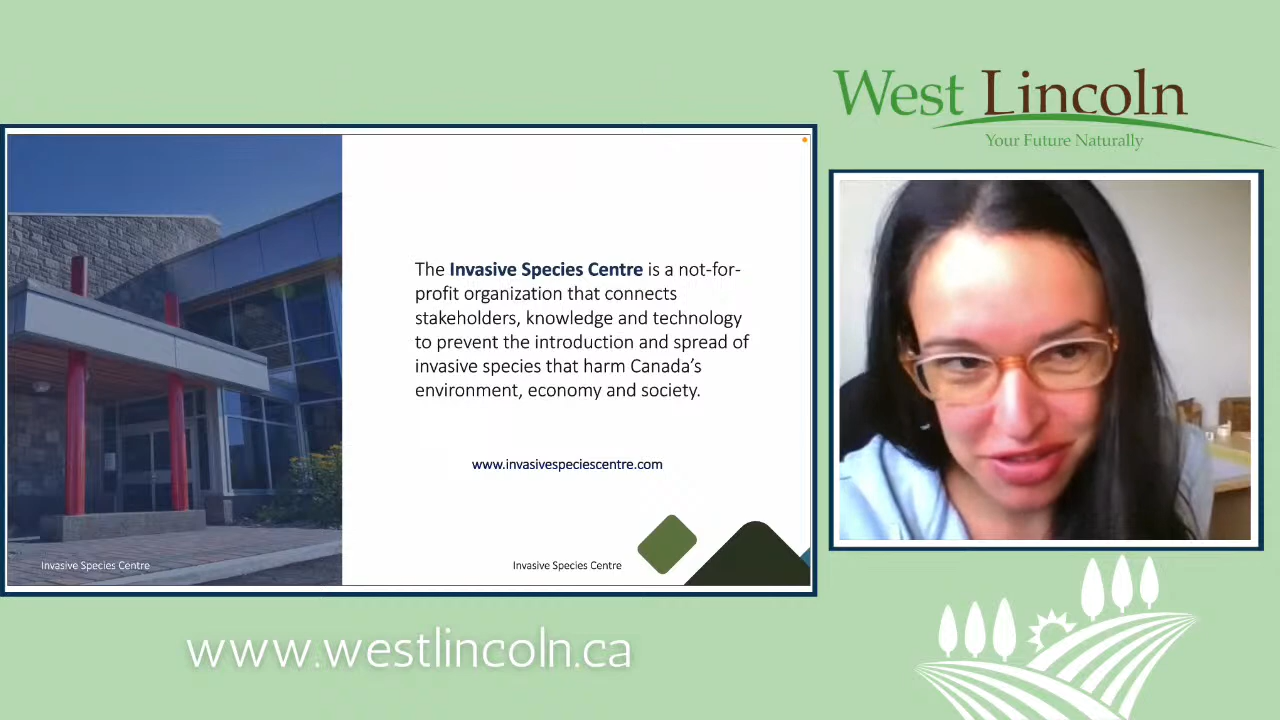 West Lincoln
Your Future Naturally
The Invasive Species Centre is a not-for-
profit organization that connects
stakeholders, knowledge and technology
to prevent the introduction and spread of
invasive species that harm Canada's
environment, economy and society.
www.invasivespeciescentre.com
Invasive Species Centre
Invasive Species Centre
www.westlincoln.ca